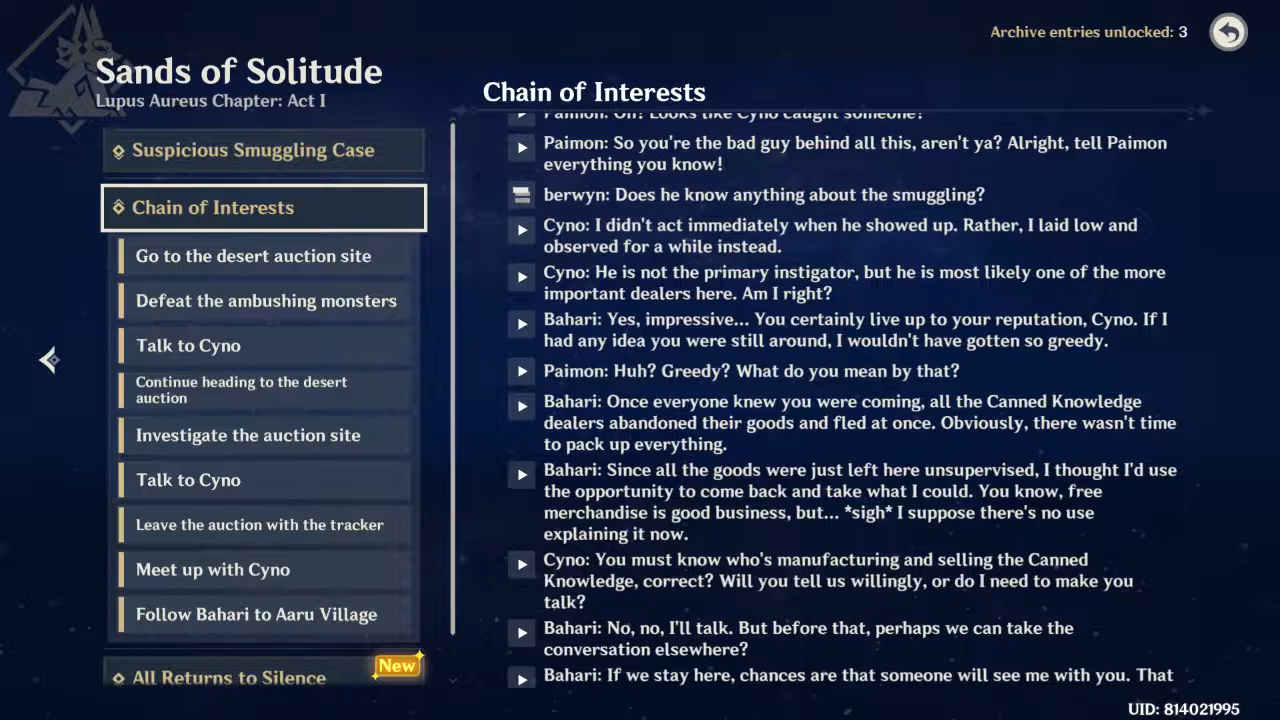 Archive entries unlocked: 3
Sands of Solitude
Lupus Aureus Chapter: Act I
Suspicious Smuggling Case
Chain of Interests
Go to the desert auction site
Defeat the ambushing monsters
Talk to Cyno
Continue heading to the desert
auction
Investigate the auction site
Talk to Cyno
Leave the auction with the tracker
Meet up with Cyno
Follow Bahari to Aaru Village
All Returns to Silence
New
Chain of Interests
Paimon: Oh! Looks like Cyno caught someone!
Paimon: So you're the bad guy behind all this, aren't ya? Alright, tell Paimon
everything you know!
berwyn: Does he know anything about the smuggling?
Cyno: I didn't act immediately when he showed up. Rather, I laid low and
observed for a while instead.
Cyno: He is not the primary instigator, but he is most likely one of the more
important dealers here. Am I right?
Bahari: Yes, impressive... You certainly live up to your reputation, Cyno. If I
had any idea you were still around, I wouldn't have gotten so greedy.
Paimon: Huh? Greedy? What do you mean by that?
Bahari: Once everyone knew you were coming, all the Canned Knowledge
dealers abandoned their goods and fled at once. Obviously, there wasn't time
to pack up everything.
Bahari: Since all the goods were just left here unsupervised, I thought I'd use
the opportunity to come back and take what I could. You know, free
merchandise is good business, but... *sigh* I suppose there's no use
explaining it now.
Cyno: You must know who's manufacturing and selling the Canned
Knowledge, correct? Will you tell us willingly, or do I need to make you
talk?
Bahari: No, no, I'll talk. But before that, perhaps we can take the
conversation elsewhere?
Bahari: If we stay here, chances are that someone will see me with you. That
UID: 814021995